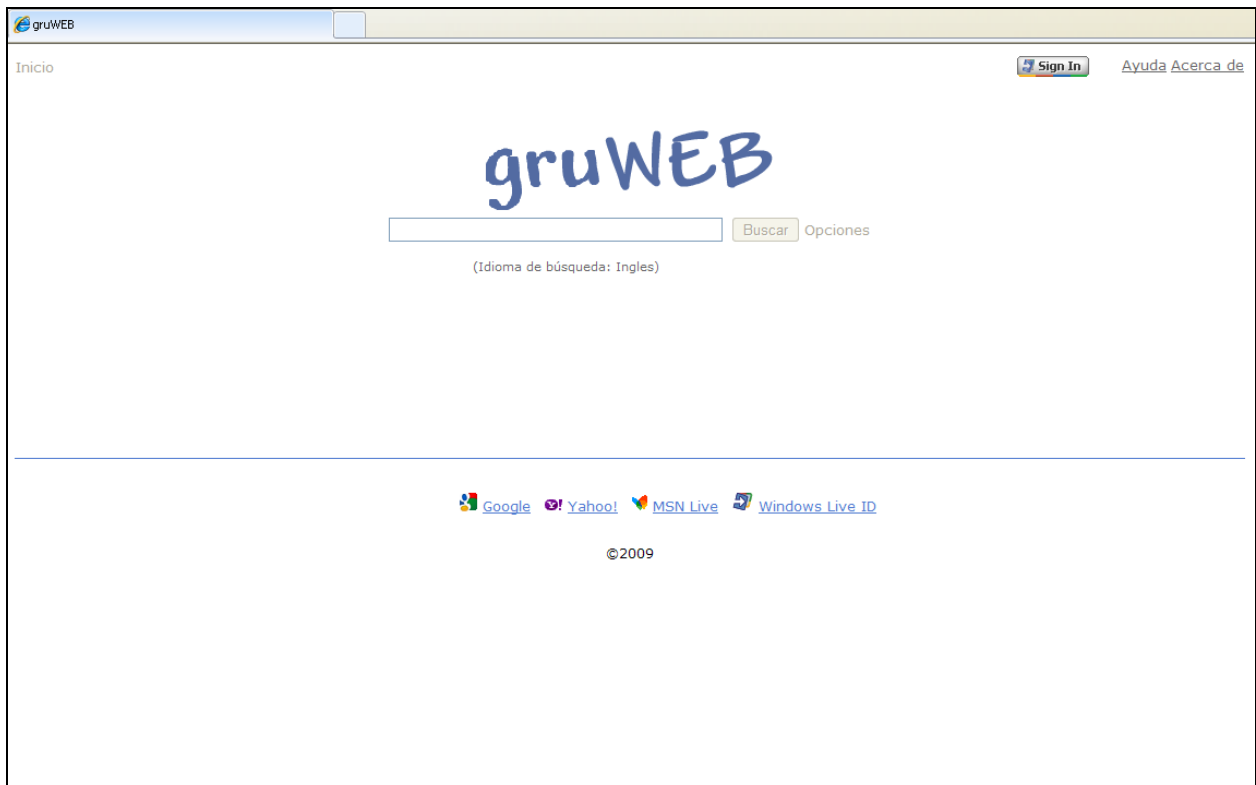 gruWEB
Inicio Sign In Ayuda Acerca de
gruWEB
Buscar Opciones
(Idioma de búsqueda: Ingles)
Google Yahoo! MSN Live Windows Live ID
©2009